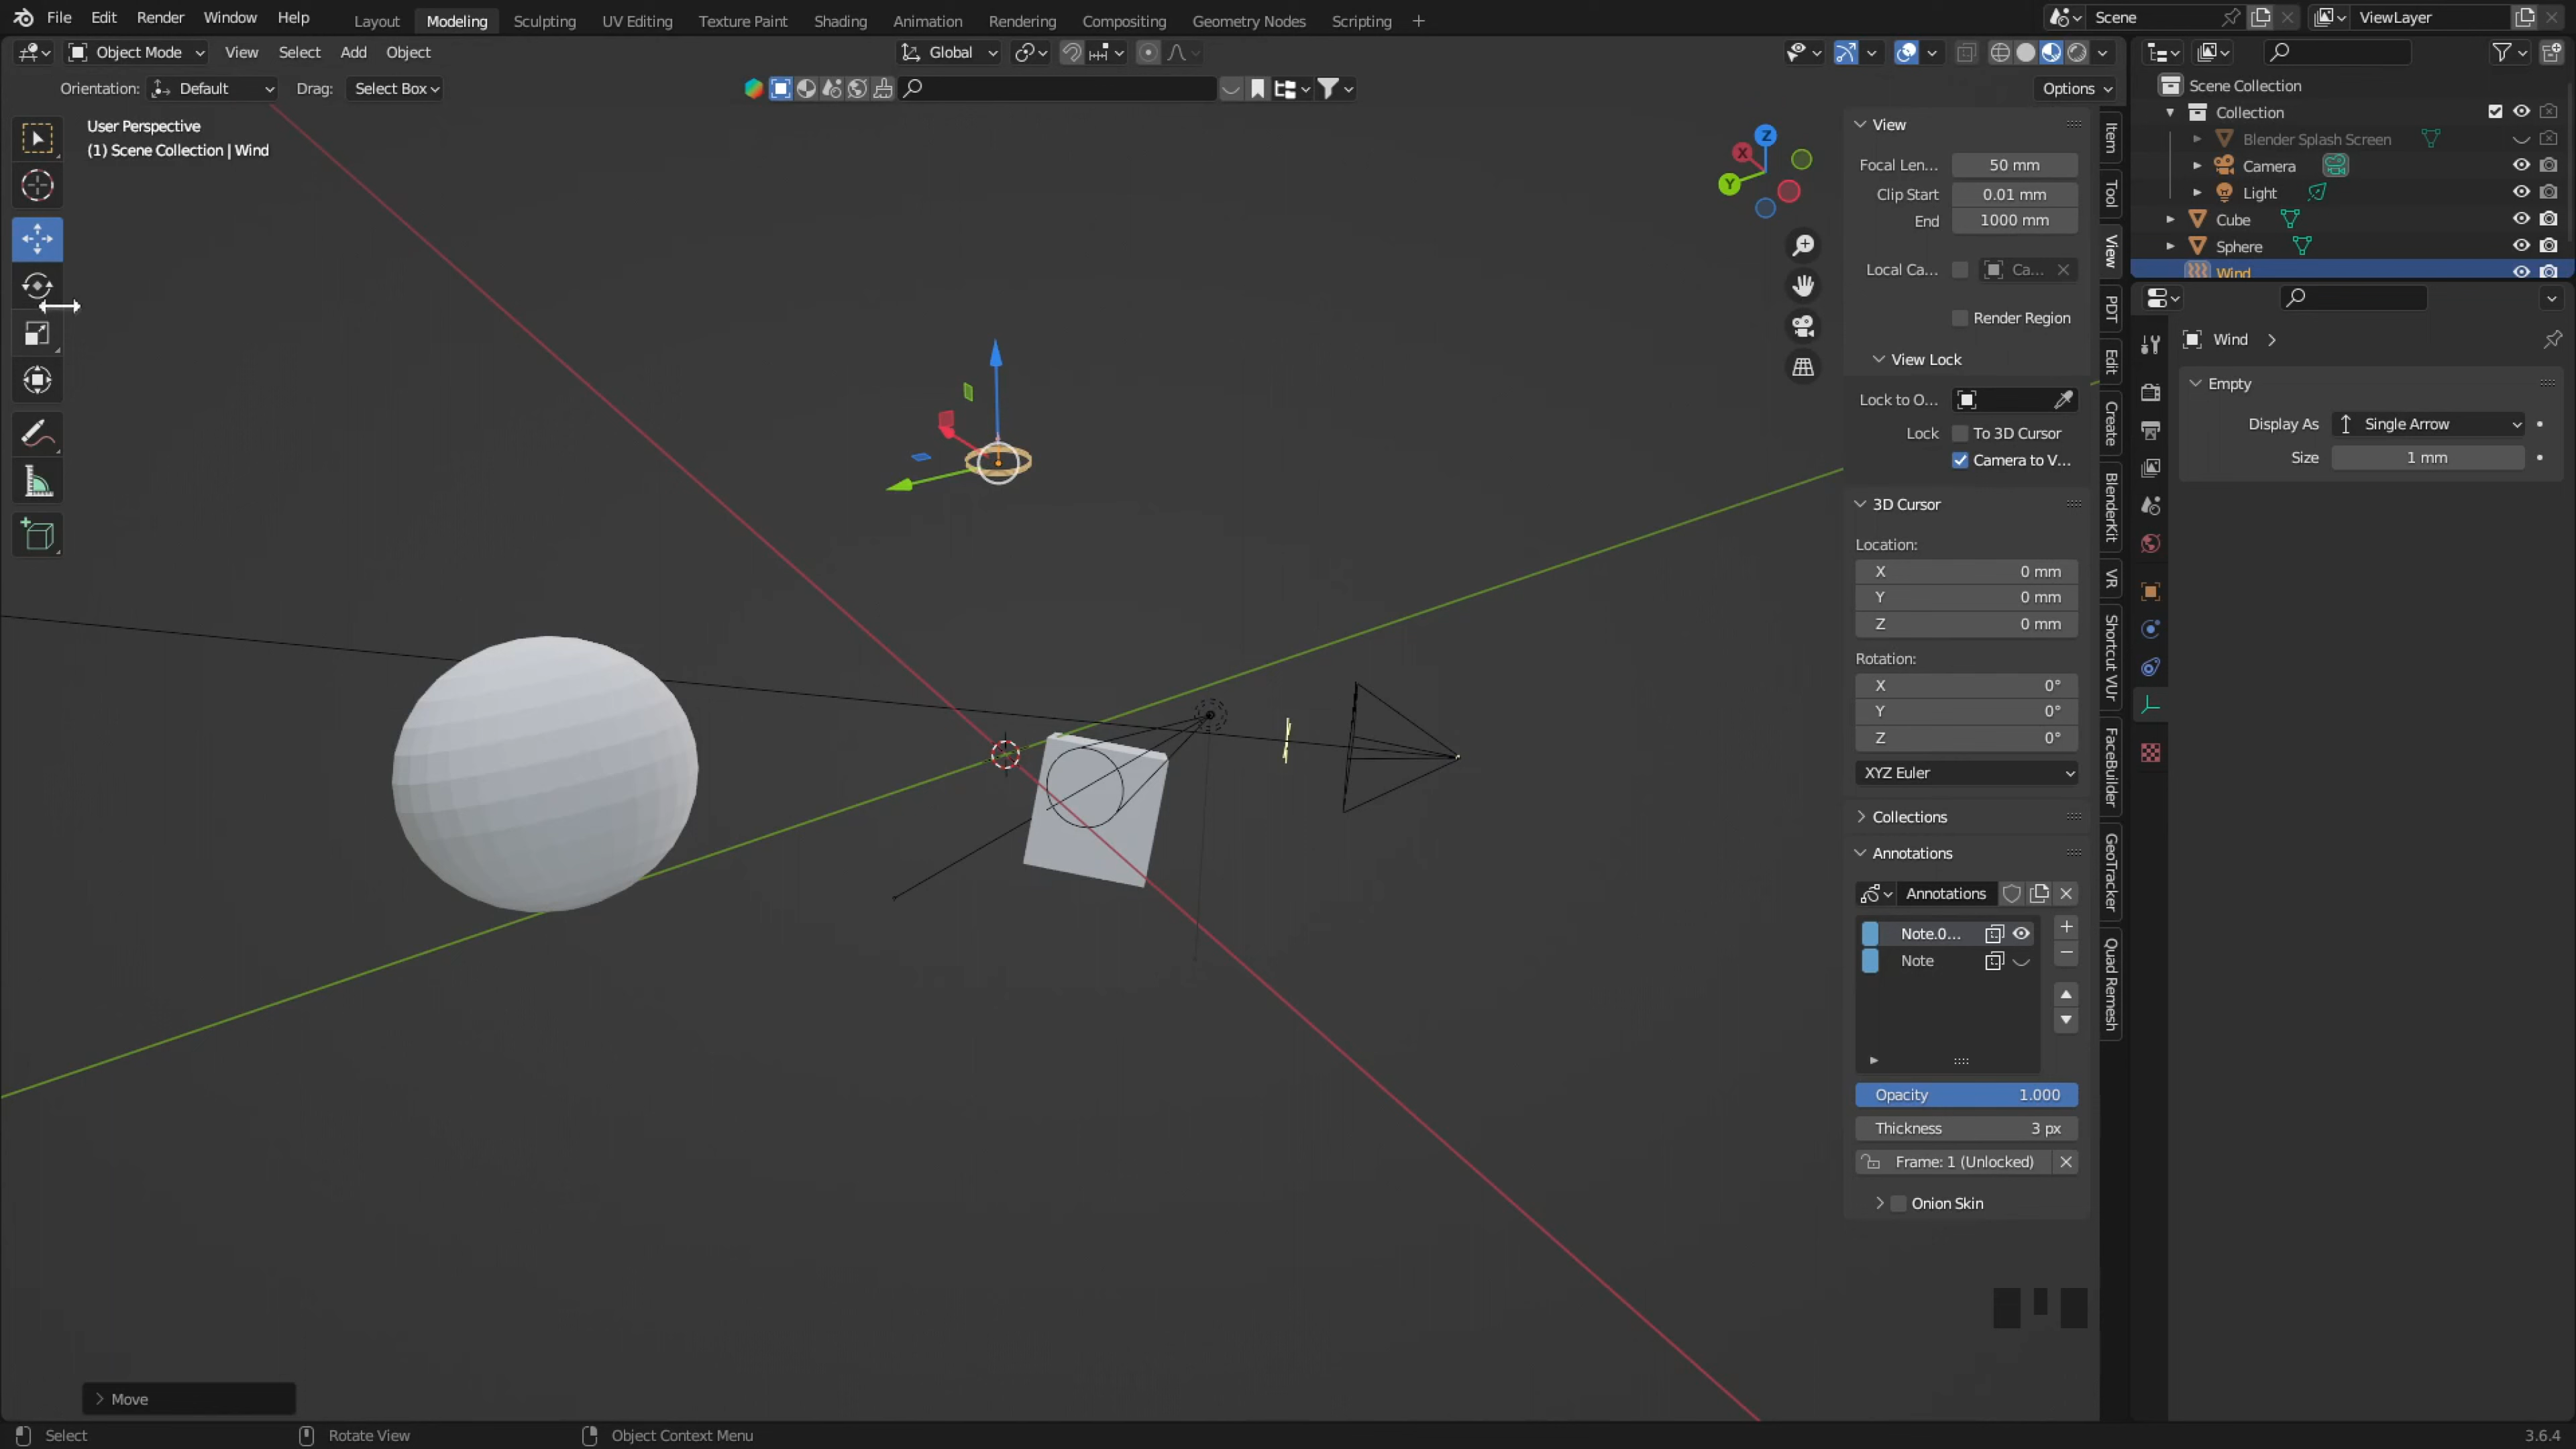 File Edit Render Window Help Layout Modeling Sculpting UV Editing Texture Paint Shading Animation Rendering Compositing Geometry Nodes Scripting + Scene ViewLayer
Object Mode View Select Add Object Global
Orientation: Default Drag: Select Box Options
User Perspective
(1) Scene Collection | Wind
Z
X
Y
View
Focal Len... 50 mm
Clip Start 0.01 mm
End 1000 mm
Local Ca... Ca...
Render Region
View Lock
Lock to O...
Lock To 3D Cursor
Camera to V...
3D Cursor
Location:
X 0 mm
Y 0 mm
Z 0 mm
Rotation:
X 0°
Y 0°
Z 0°
XYZ Euler
Collections
Annotations
Annotations
Note.0...
Note
Opacity 1.000
Thickness 3 px
Frame: 1 (Unlocked)
Onion Skin
Item
Tool
View
PDT
Edit
Create
BlenderKit
VR
Shortcut VUr
FaceBuilder
GeoTracker
Quad Remesh
Scene Collection
Collection
Blender Splash Screen
Camera
Light
Cube
Sphere
Wind
Wind
Empty
Display As Single Arrow
Size 1 mm
Move
Select Rotate View Object Context Menu 3.6.4